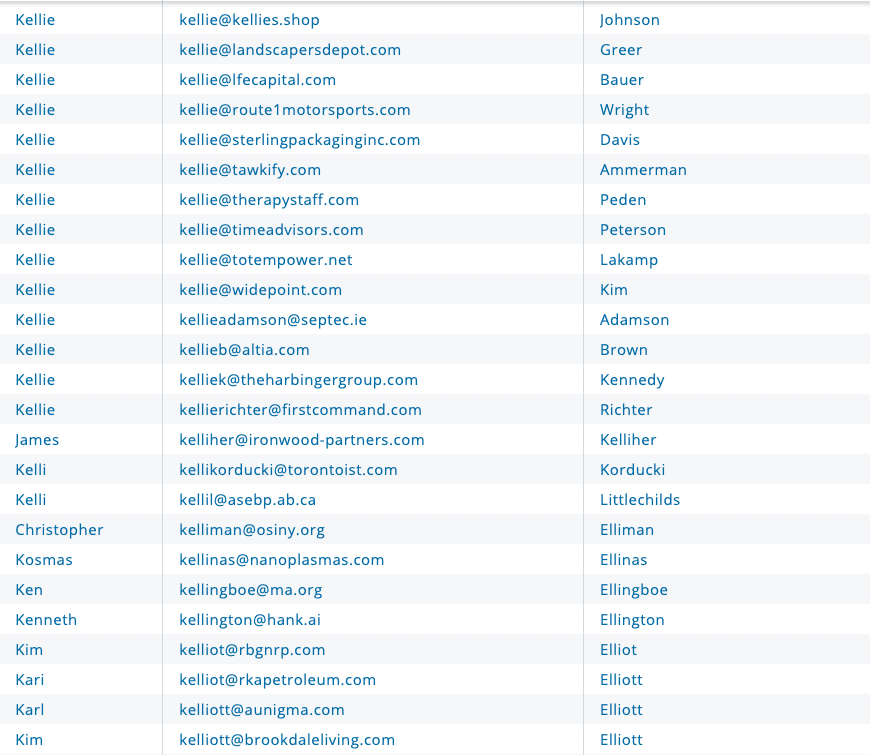 Kellie kellie@kellies.shop Johnson
Kellie kellie@landscapersdepot.com Greer
Kellie kellie@lfecapital.com Bauer
Kellie kellie@route1motorsports.com Wright
Kellie kellie@sterlingpackaginginc.com Davis
Kellie kellie@tawkify.com Ammerman
Kellie kellie@therapystaff.com Peden
Kellie kellie@timeadvisors.com Peterson
Kellie kellie@totempower.net Lakamp
Kellie kellie@widepoint.com Kim
Kellie kellieadamson@septec.ie Adamson
Kellie kellieb@altia.com Brown
Kellie kelliek@theharbingergroup.com Kennedy
Kellie kellierichter@firstcommand.com Richter
James kelliher@ironwood-partners.com Kelliher
Kelli kellikorducki@torontoist.com Korducki
Kelli kellil@asebp.ab.ca Littlechilds
Christopher kelliman@osiny.org Elliman
Kosmas kellinas@nanoplasmas.com Ellinas
Ken kellingboe@ma.org Ellingboe
Kenneth kellington@hank.ai Ellington
Kim kelliot@rbgnrp.com Elliot
Kari kelliot@rkapetroleum.com Elliott
Karl kelliott@aunigma.com Elliott
Kim kelliott@brookdaleliving.com Elliott